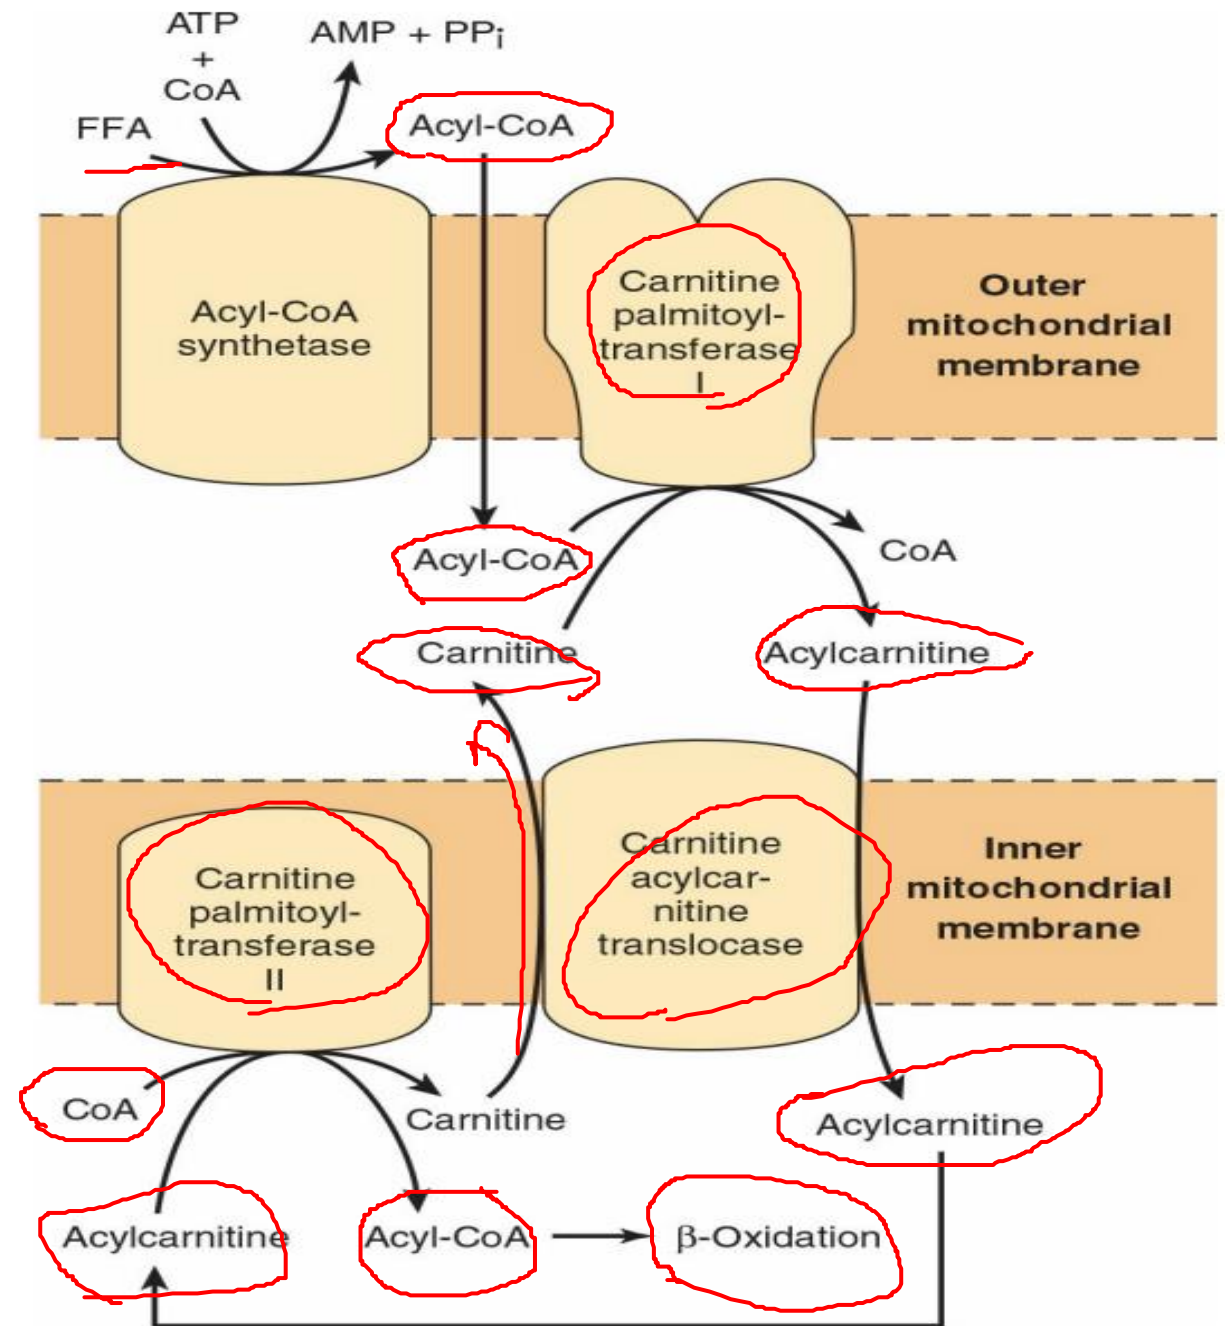 ATP
+
CoA
AMP + PPi
FFA
Acyl-CoA
Acyl-CoA
synthetase
Carnitine
palmitoyl-
transferase
I
Outer
mitochondrial
membrane
Acyl-CoA
CoA
Carnitine
Acylcarnitine
Carnitine
palmitoyl-
transferase
II
Carnitine
acylcar-
nitine
translocase
Inner
mitochondrial
membrane
CoA
Carnitine
Acylcarnitine
Acylcarnitine
Acyl-CoA
β-Oxidation